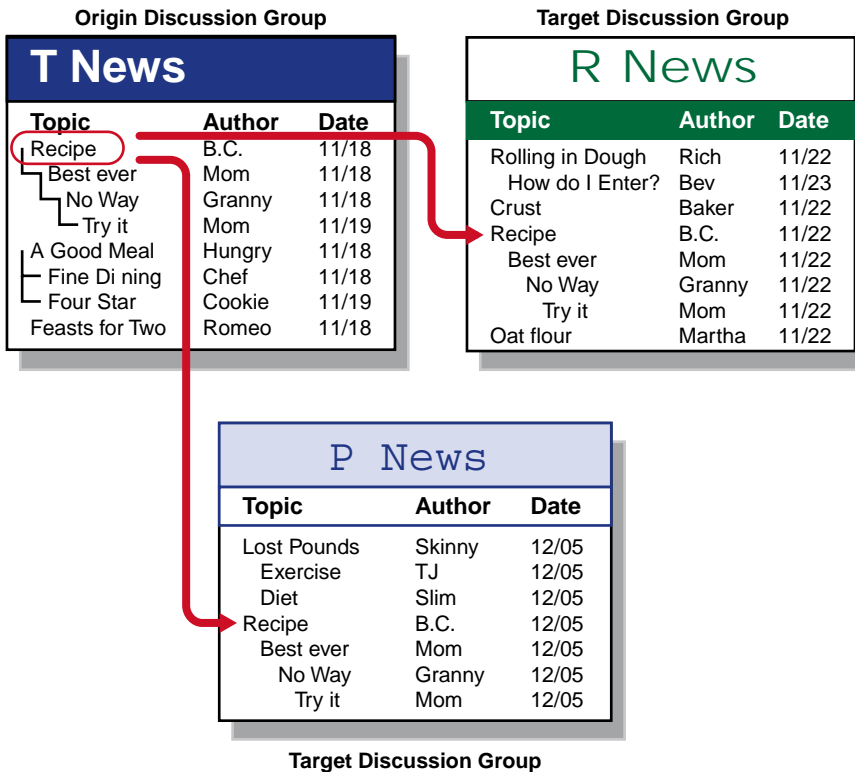 Origin Discussion Group
T News
Topic Author Date
Recipe B.C. 11/18
Best ever Mom 11/18
No Way Granny 11/18
Try it Mom 11/19
A Good Meal Hungry 11/18
Fine Di ning Chef 11/18
Four Star Cookie 11/19
Feasts for Two Romeo 11/18
Target Discussion Group
R News
Topic Author Date
Rolling in Dough Rich 11/22
How do I Enter? Bev 11/23
Crust Baker 11/22
Recipe B.C. 11/22
Best ever Mom 11/22
No Way Granny 11/22
Try it Mom 11/22
Oat flour Martha 11/22
P News
Topic Author Date
Lost Pounds Skinny 12/05
Exercise TJ 12/05
Diet Slim 12/05
Recipe B.C. 12/05
Best ever Mom 12/05
No Way Granny 12/05
Try it Mom 12/05
Target Discussion Group